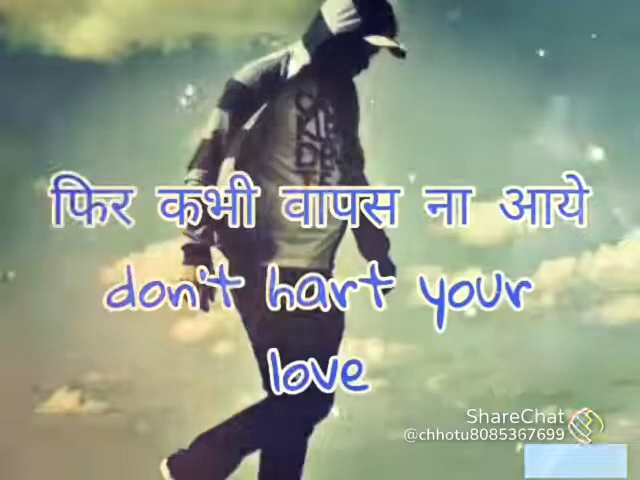 फिर कभी वापस ना आये
don't hart your
love
ShareChat
@chhotu8085367699